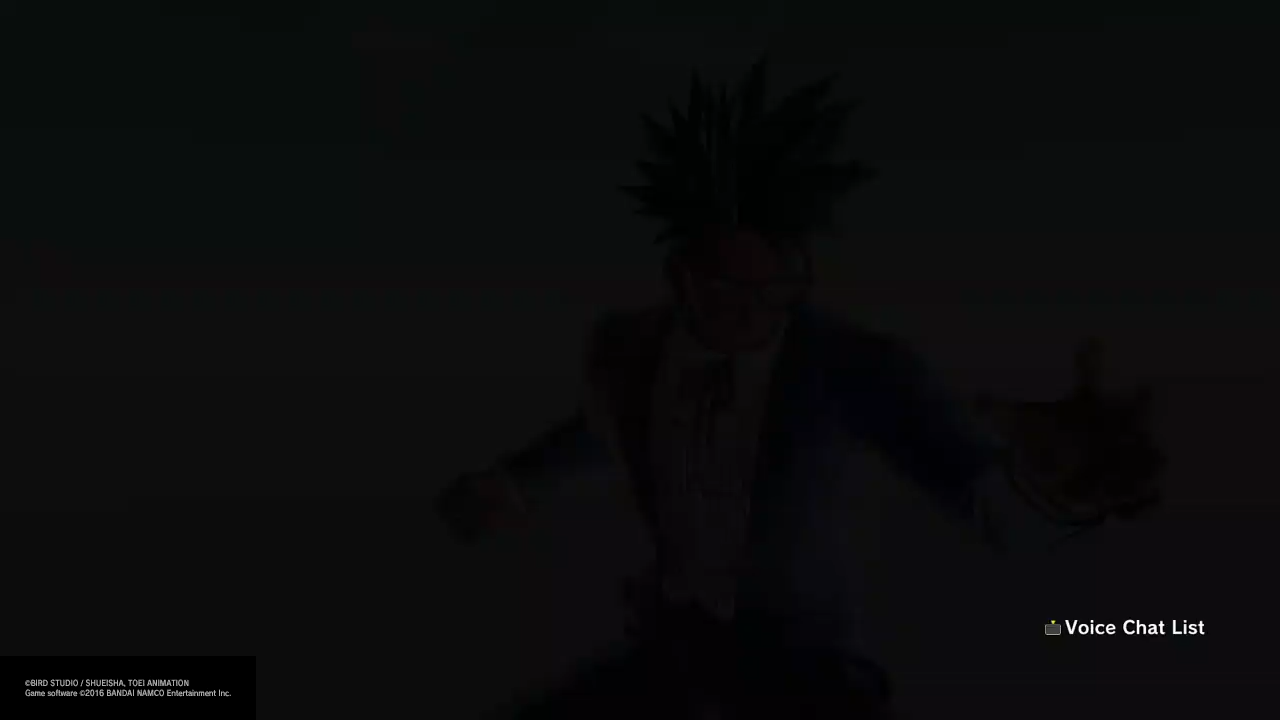 Voice Chat List
©BIRD STUDIO / SHUEISHA, TOEI ANIMATION
Game software ©2016 BANDAI NAMCO Entertainment Inc.